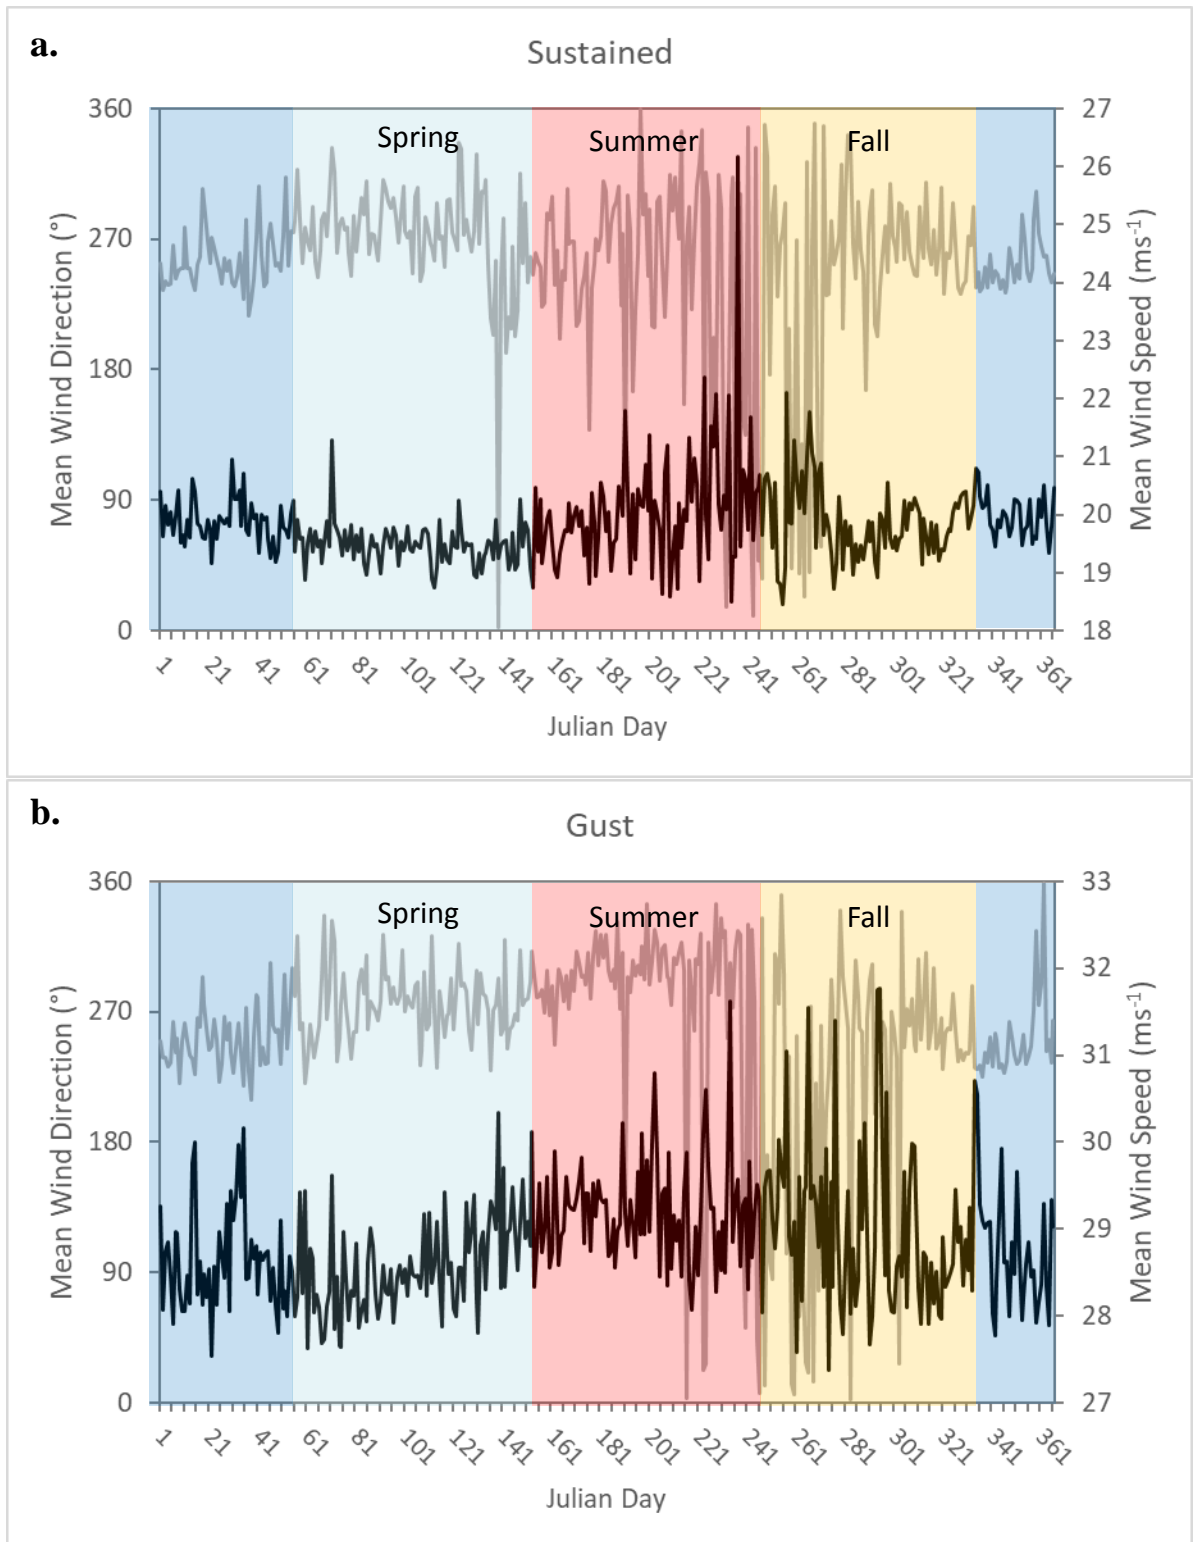 a.
Sustained
360
270
180
90
0
Mean Wind Direction (°)
Spring
Summer
Fall
27
26
25
24
23
22
21
20
19
18
Mean Wind Speed (ms-1)
1 21 41 61 81 101 121 141 161 181 201 221 241 261 281 301 321 341 361
Julian Day
b.
Gust
360
270
180
90
0
Mean Wind Direction (°)
Spring
Summer
Fall
33
32
31
30
29
28
27
Mean Wind Speed (ms-1)
1 21 41 61 81 101 121 141 161 181 201 221 241 261 281 301 321 341 361
Julian Day